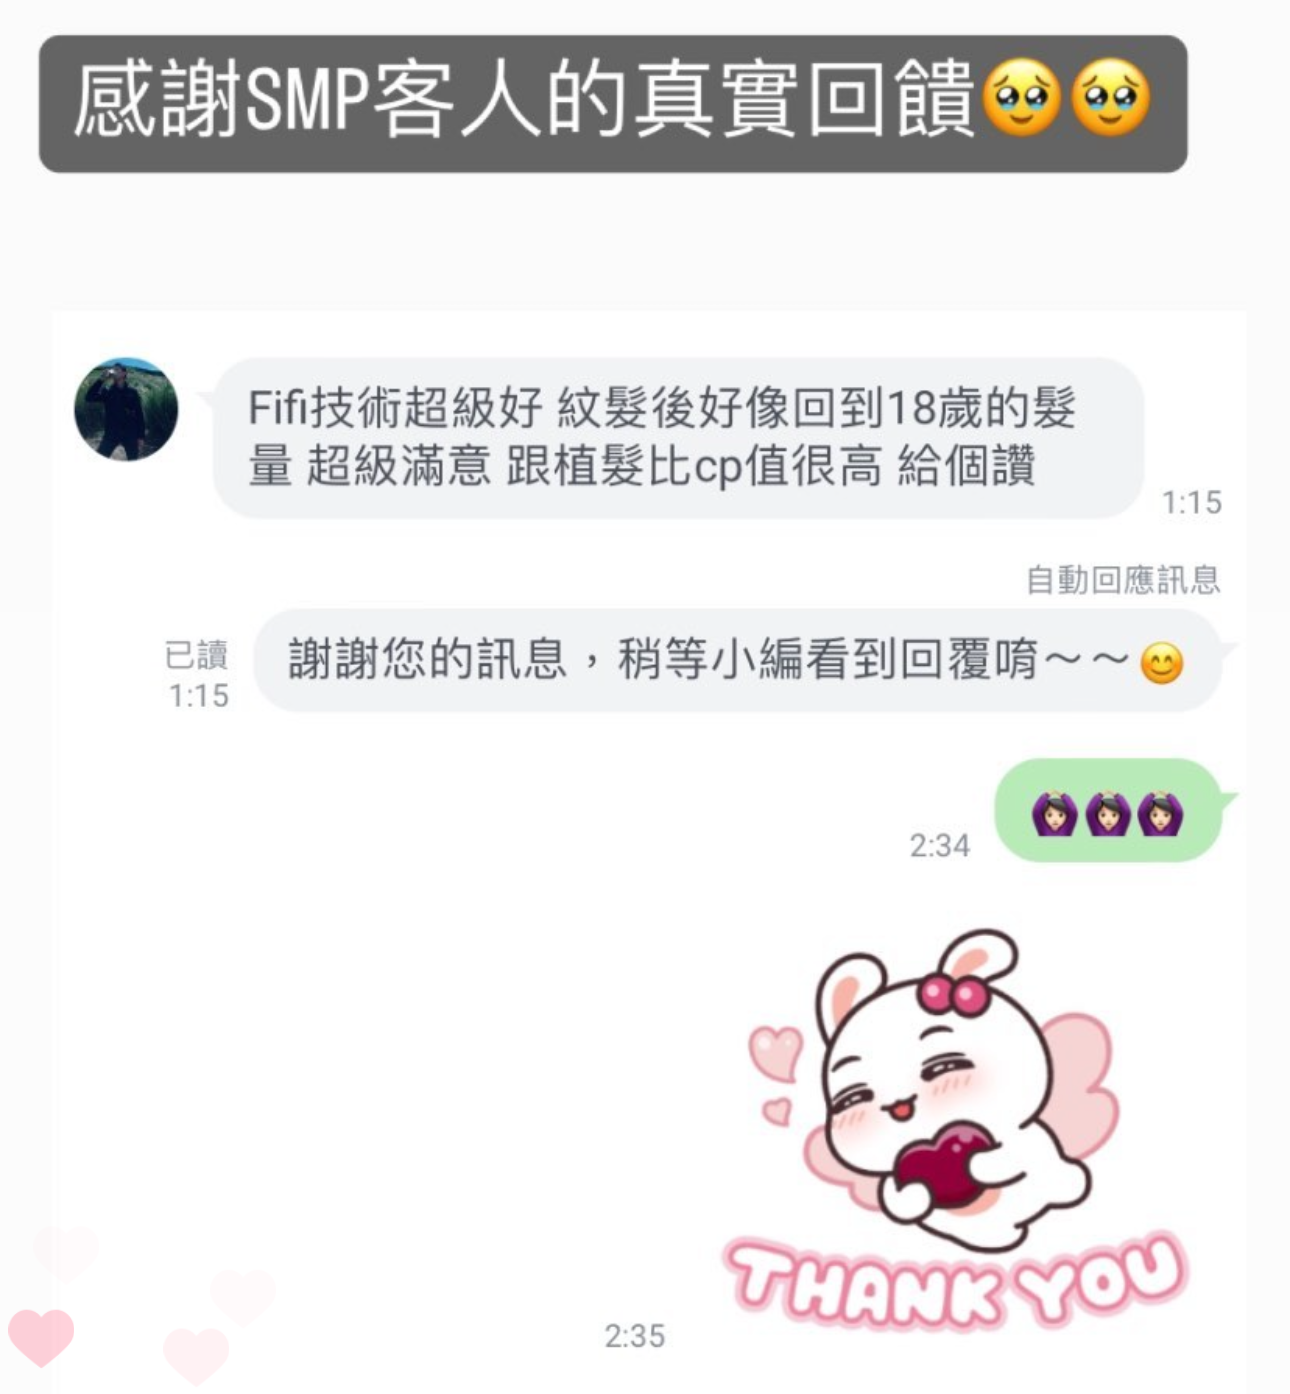 感謝SMP客人的真實回饋🥹🥹
Fifi技術超級好 紋髮後好像回到18歲的髮
量 超級滿意 跟植髮比cp值很高 給個讚
1:15
自動回應訊息
已讀
1:15
謝謝您的訊息，稍等小編看到回覆唷～～😊
🙆🏻‍♀️🙆🏻‍♀️🙆🏻‍♀️
2:34
THANK YOU
2:35